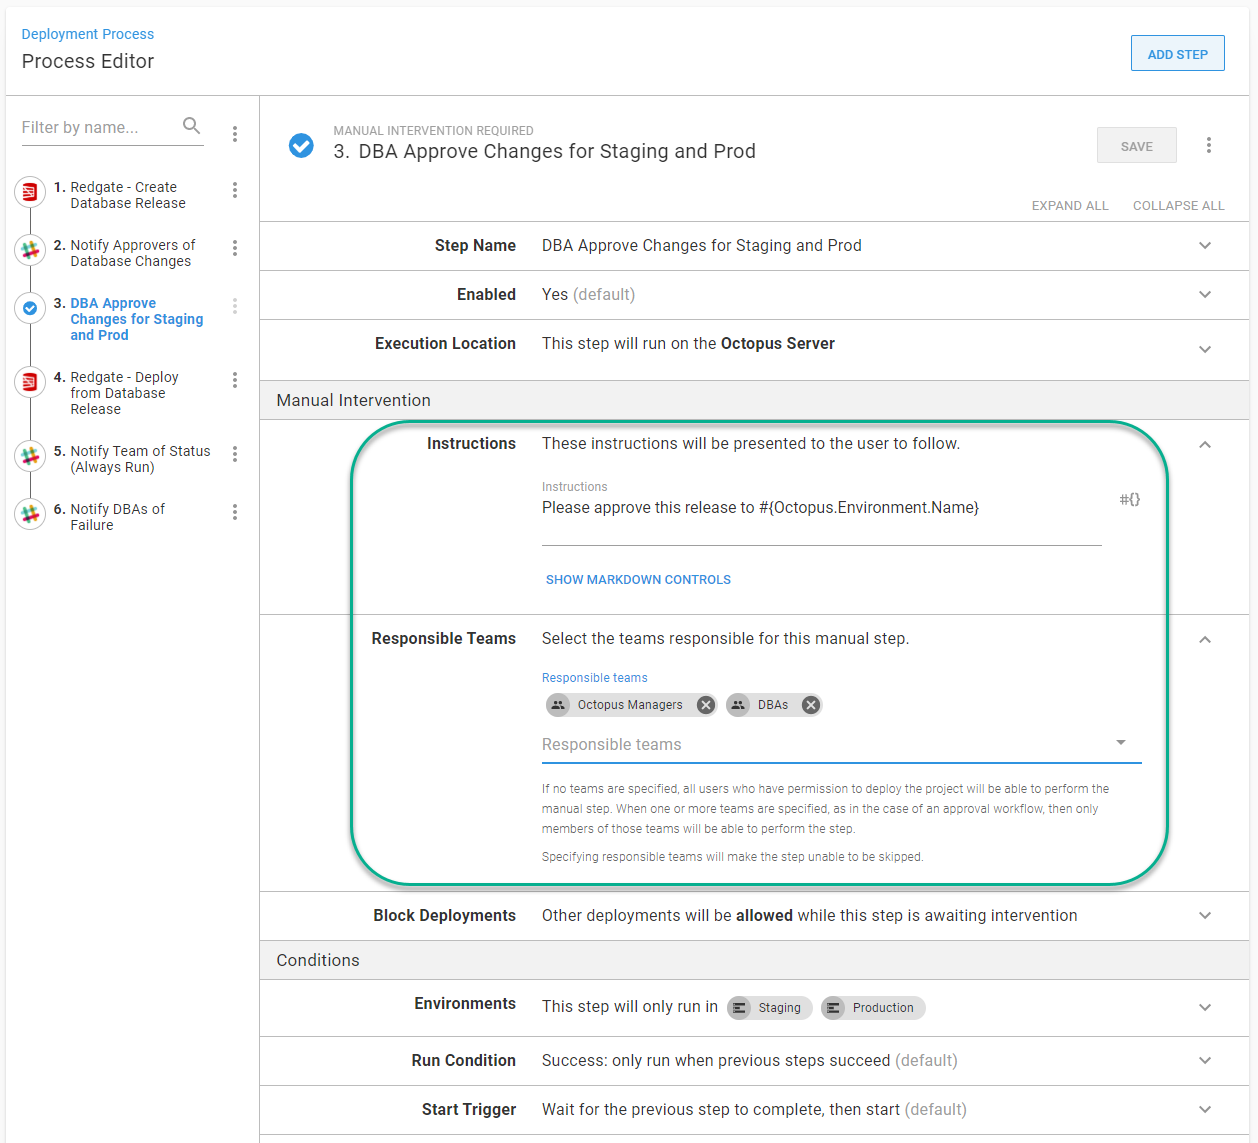 Deployment Process
Process Editor
ADD STEP
Filter by name...
1. Redgate - Create
Database Release
2. Notify Approvers of
Database Changes
3. DBA Approve
Changes for Staging
and Prod
4. Redgate - Deploy
from Database
Release
5. Notify Team of Status
(Always Run)
6. Notify DBAs of
Failure
MANUAL INTERVENTION REQUIRED
3. DBA Approve Changes for Staging and Prod
SAVE
EXPAND ALL COLLAPSE ALL
Step Name DBA Approve Changes for Staging and Prod
Enabled Yes (default)
Execution Location This step will run on the Octopus Server
Manual Intervention
Instructions These instructions will be presented to the user to follow.
Instructions
Please approve this release to #{Octopus.Environment.Name}
#{}
SHOW MARKDOWN CONTROLS
Responsible Teams Select the teams responsible for this manual step.
Responsible teams
Octopus Managers DBAs
Responsible teams
If no teams are specified, all users who have permission to deploy the project will be able to perform the
manual step. When one or more teams are specified, as in the case of an approval workflow, then only
members of those teams will be able to perform the step.
Specifying responsible teams will make the step unable to be skipped.
Block Deployments Other deployments will be allowed while this step is awaiting intervention
Conditions
Environments This step will only run in Staging Production
Run Condition Success: only run when previous steps succeed (default)
Start Trigger Wait for the previous step to complete, then start (default)